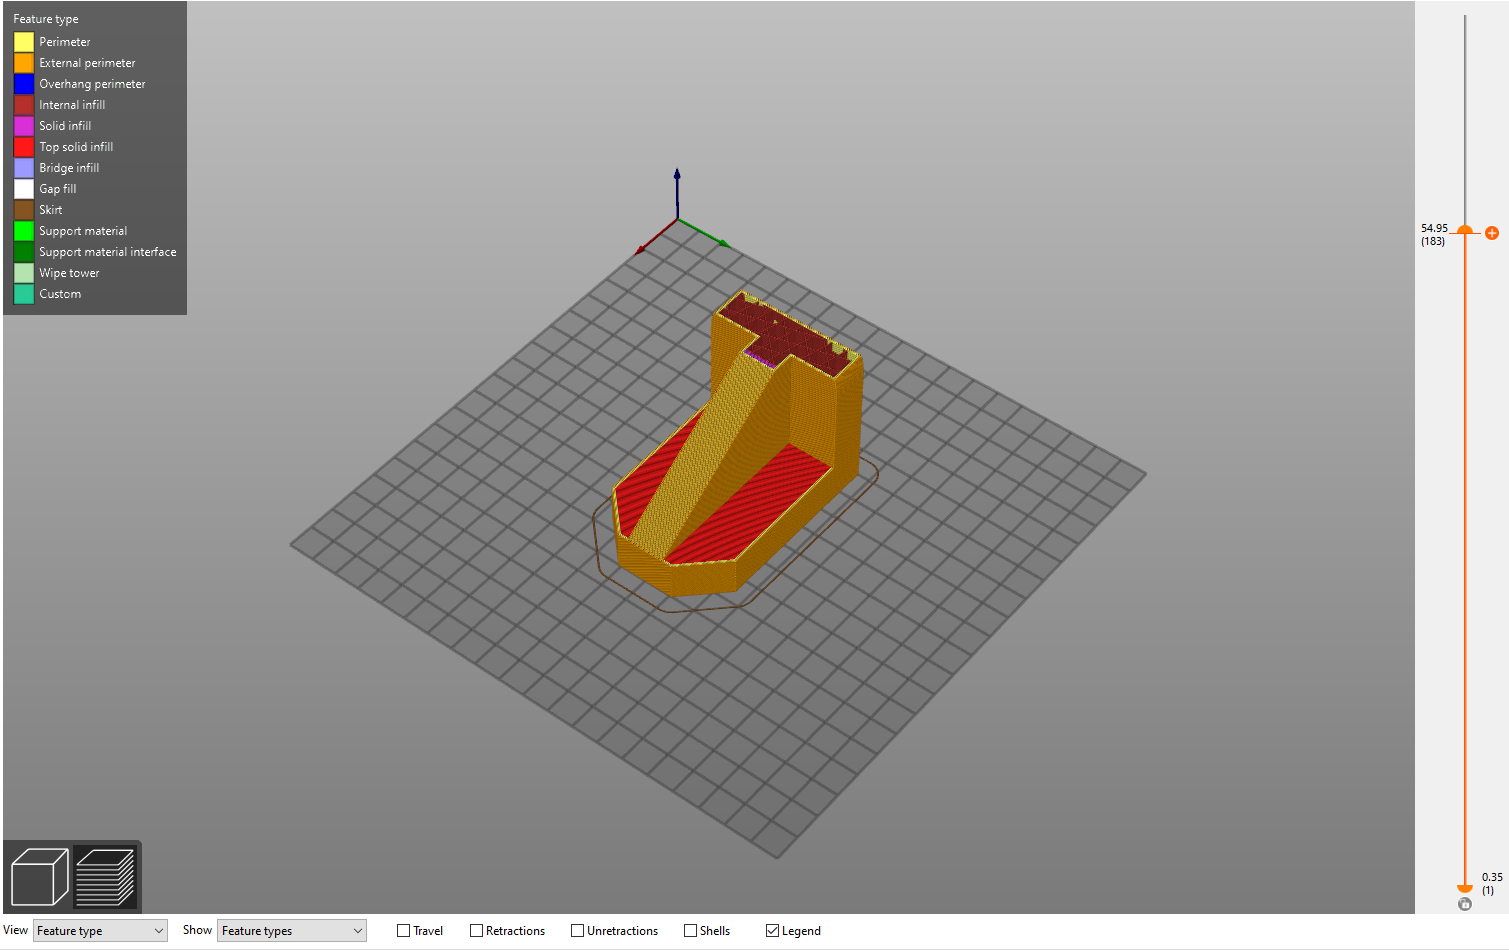 Feature type
Perimeter
External perimeter
Overhang perimeter
Internal infill
Solid infill
Top solid infill
Bridge infill
Gap fill
Skirt
Support material
Support material interface
Wipe tower
Custom
54.95
(183)
0.35
(1)
View Feature type Show Feature types Travel Retractions Unretractions Shells Legend